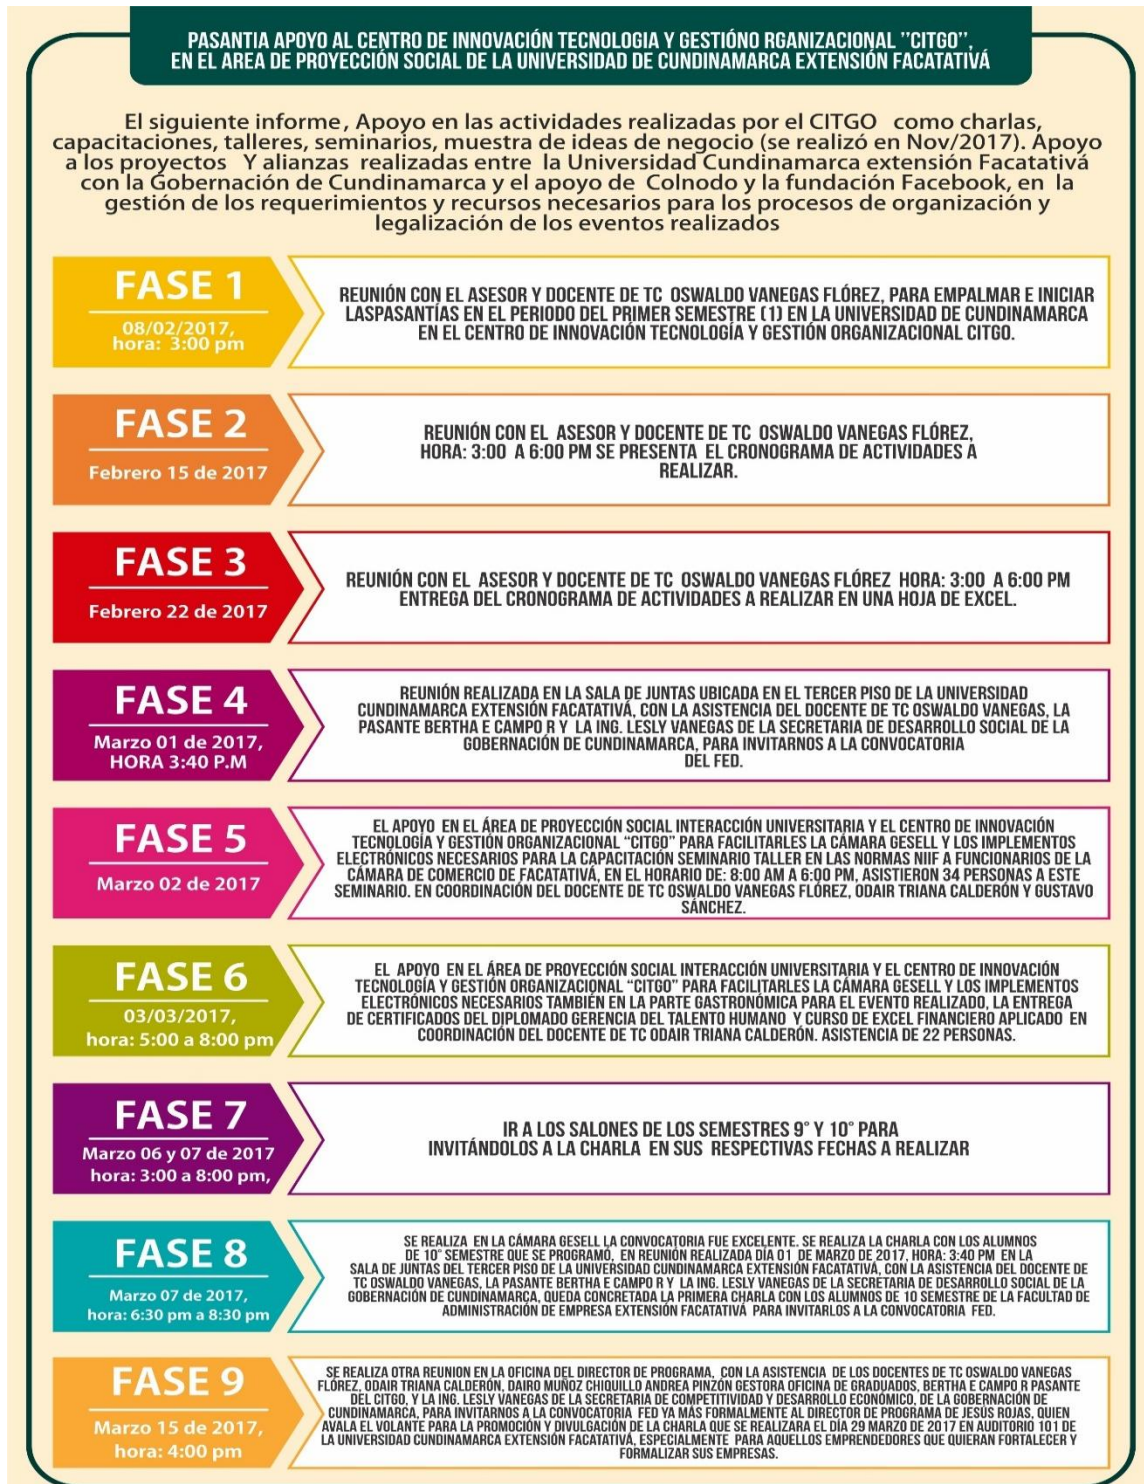 PASANTIA APOYO AL CENTRO DE INNOVACIÓN TECNOLOGIA Y GESTIÓNO RGANIZACIONAL "CITGO",
EN EL AREA DE PROYECCIÓN SOCIAL DE LA UNIVERSIDAD DE CUNDINAMARCA EXTENSIÓN FACATATIVÁ
El siguiente informe, Apoyo en las actividades realizadas por el CITGO como charlas,
capacitaciones, talleres, seminarios, muestra de ideas de negocio (se realizó en Nov/2017). Apoyo
a los proyectos Y alianzas realizadas entre la Universidad Cundinamarca extensión Facatativá
con la Gobernación de Cundinamarca y el apoyo de Colnodo y la fundación Facebook, en la
gestión de los requerimientos y recursos necesarios para los procesos de organización y
legalización de los eventos realizados
FASE 1
08/02/2017,
hora: 3:00 pm
REUNIÓN CON EL ASESOR Y DOCENTE DE TC OSWALDO VANEGAS FLÓREZ, PARA EMPALMAR E INICIAR
LASPASANTÍAS EN EL PERIODO DEL PRIMER SEMESTRE (1) EN LA UNIVERSIDAD DE CUNDINAMARCA
EN EL CENTRO DE INNOVACIÓN TECNOLOGÍA Y GESTIÓN ORGANIZACIONAL CITGO.
FASE 2
Febrero 15 de 2017
REUNIÓN CON EL ASESOR Y DOCENTE DE TC OSWALDO VANEGAS FLÓREZ,
HORA: 3:00 A 6:00 PM SE PRESENTA EL CRONOGRAMA DE ACTIVIDADES A
REALIZAR.
FASE 3
Febrero 22 de 2017
REUNIÓN CON EL ASESOR Y DOCENTE DE TC OSWALDO VANEGAS FLÓREZ HORA: 3:00 A 6:00 PM
ENTREGA DEL CRONOGRAMA DE ACTIVIDADES A REALIZAR EN UNA HOJA DE EXCEL.
FASE 4
Marzo 01 de 2017,
HORA 3:40 P.M
REUNIÓN REALIZADA EN LA SALA DE JUNTAS UBICADA EN EL TERCER PISO DE LA UNIVERSIDAD
CUNDINAMARCA EXTENSIÓN FACATATIVÁ, CON LA ASISTENCIA DEL DOCENTE DE TC OSWALDO VANEGAS, LA
PASANTE BERTHA E CAMPO R Y LA ING. LESLY VANEGAS DE LA SECRETARIA DE DESARROLLO SOCIAL DE LA
GOBERNACIÓN DE CUNDINAMARCA, PARA INVITARNOS A LA CONVOCATORIA
DEL FED.
FASE 5
Marzo 02 de 2017
EL APOYO EN EL ÁREA DE PROYECCIÓN SOCIAL INTERACCIÓN UNIVERSITARIA Y EL CENTRO DE INNOVACIÓN
TECNOLOGÍA Y GESTIÓN ORGANIZACIONAL "CITGO" PARA FACILITARLES LA CÁMARA GESELL Y LOS IMPLEMENTOS
ELECTRÓNICOS NECESARIOS PARA LA CAPACITACIÓN SEMINARIO TALLER EN LAS NORMAS NIIF A FUNCIONARIOS DE LA
CÁMARA DE COMERCIO DE FACATATIVÁ, EN EL HORARIO DE: 8:00 AM A 6:00 PM, ASISTIERON 34 PERSONAS A ESTE
SEMINARIO. EN COORDINACIÓN DEL DOCENTE DE TC OSWALDO VANEGAS FLÓREZ, ODAIR TRIANA CALDERÓN Y GUSTAVO
SÁNCHEZ.
FASE 6
03/03/2017,
hora: 5:00 a 8:00 pm
EL APOYO EN EL ÁREA DE PROYECCIÓN SOCIAL INTERACCIÓN UNIVERSITARIA Y EL CENTRO DE INNOVACIÓN
TECNOLOGÍA Y GESTIÓN ORGANIZACIONAL "CITGO" PARA FACILITARLES LA CÁMARA GESELL Y LOS IMPLEMENTOS
ELECTRÓNICOS NECESARIOS TAMBIÉN EN LA PARTE GASTRONÓMICA PARA EL EVENTO REALIZADO, LA ENTREGA
DE CERTIFICADOS DEL DIPLOMADO GERENCIA DEL TALENTO HUMANO Y CURSO DE EXCEL FINANCIERO APLICADO EN
COORDINACIÓN DEL DOCENTE DE TC ODAIR TRIANA CALDERÓN. ASISTENCIA DE 22 PERSONAS.
FASE 7
Marzo 06 y 07 de 2017
hora: 3:00 a 8:00 pm,
IR A LOS SALONES DE LOS SEMESTRES 9° Y 10° PARA
INVITÁNDOLOS A LA CHARLA EN SUS RESPECTIVAS FECHAS A REALIZAR
FASE 8
Marzo 07 de 2017,
hora: 6:30 pm a 8:30 pm
SE REALIZA EN LA CÁMARA GESELL LA CONVOCATORIA FUE EXCELENTE. SE REALIZA LA CHARLA CON LOS ALUMNOS
DE 10° SEMESTRE QUE SE PROGRAMÓ, EN REUNIÓN REALIZADA DÍA 01 DE MARZO DE 2017, HORA: 3:40 PM EN LA
SALA DE JUNTAS DEL TERCER PISO DE LA UNIVERSIDAD CUNDINAMARCA EXTENSIÓN FACATATIVÁ, CON LA ASISTENCIA DEL DOCENTE DE
TC OSWALDO VANEGAS, LA PASANTE BERTHA E CAMPO R Y LA ING. LESLY VANEGAS DE LA SECRETARIA DE DESARROLLO SOCIAL DE LA
GOBERNACIÓN DE CUNDINAMARCA, QUEDA CONCRETADA LA PRIMERA CHARLA CON LOS ALUMNOS DE 10 SEMESTRE DE LA FACULTAD DE
ADMINISTRACIÓN DE EMPRESA EXTENSIÓN FACATATIVÁ PARA INVITARLOS A LA CONVOCATORIA FED.
FASE 9
Marzo 15 de 2017,
hora: 4:00 pm
SE REALIZA OTRA REUNION EN LA OFICINA DEL DIRECTOR DE PROGRAMA, CON LA ASISTENCIA DE LOS DOCENTES DE TC OSWALDO VANEGAS
FLÓREZ, ODAIR TRIANA CALDERÓN, DAIRO MUÑOZ CHIQUILLO ANDREA PINZÓN GESTORA OFICINA DE GRADUADOS, BERTHA E CAMPO R PASANTE
DEL CITGO, Y LA ING. LESLY VANEGAS DE LA SECRETARIA DE COMPETITIVIDAD Y DESARROLLO ECONÓMICO, DE LA GOBERNACIÓN DE
CUNDINAMARCA, PARA INVITARNOS A LA CONVOCATORIA FED YA MÁS FORMALMENTE AL DIRECTOR DE PROGRAMA DE JESÚS ROJAS, QUIEN
AVALA EL VOLANTE PARA LA PROMOCIÓN Y DIVULGACIÓN DE LA CHARLA QUE SE REALIZARA EL DÍA 29 MARZO DE 2017 EN AUDITORIO 101 DE
LA UNIVERSIDAD CUNDINAMARCA EXTENSIÓN FACATATIVÁ, ESPECIALMENTE PARA AQUELLOS EMPRENDEDORES QUE QUIERAN FORTALECER Y
FORMALIZAR SUS EMPRESAS.